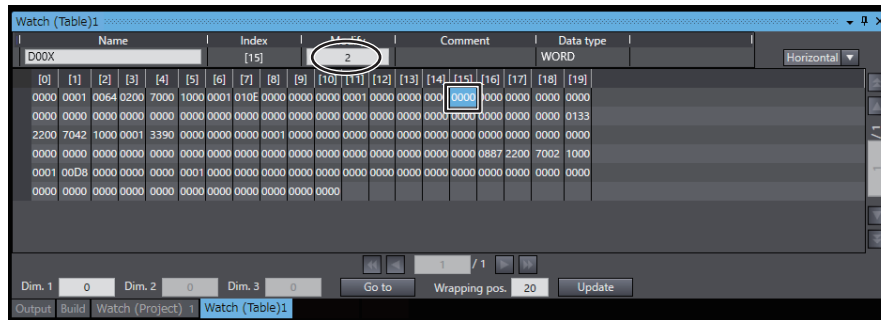 Watch (Table)1
Name Index Modify Comment Data type
D00X [15] 2 WORD Horizontal
[0] [1] [2] [3] [4] [5] [6] [7] [8] [9] [10] [11] [12] [13] [14] [15] [16] [17] [18] [19]
0000 0001 0064 0200 7000 1000 0001 010E 0000 0000 0000 0001 0000 0000 0000 0000 0000 0000 0000 0000
0000 0000 0000 0000 0000 0000 0000 0000 0000 0000 0000 0000 0000 0000 0000 0000 0000 0000 0000 0133
2200 7042 1000 0001 3390 0000 0000 0000 0001 0000 0000 0000 0000 0000 0000 0000 0000 0000 0000 0000
0000 0000 0000 0000 0000 0000 0000 0000 0000 0000 0000 0000 0000 0000 0000 0000 0887 2200 7002 1000
0001 00D8 0000 0000 0000 0001 0000 0000 0000 0000 0000 0000 0000 0000 0000 0000 0000 0000 0000 0000
0000 0000 0000 0000 0000 0000 0000 0000 0000 0000 0000
1 / 1
1 / 1
Dim. 1 0 Dim. 2 0 Dim. 3 0 Go to Wrapping pos. 20 Update
Output Build Watch (Project) 1 Watch (Table)1